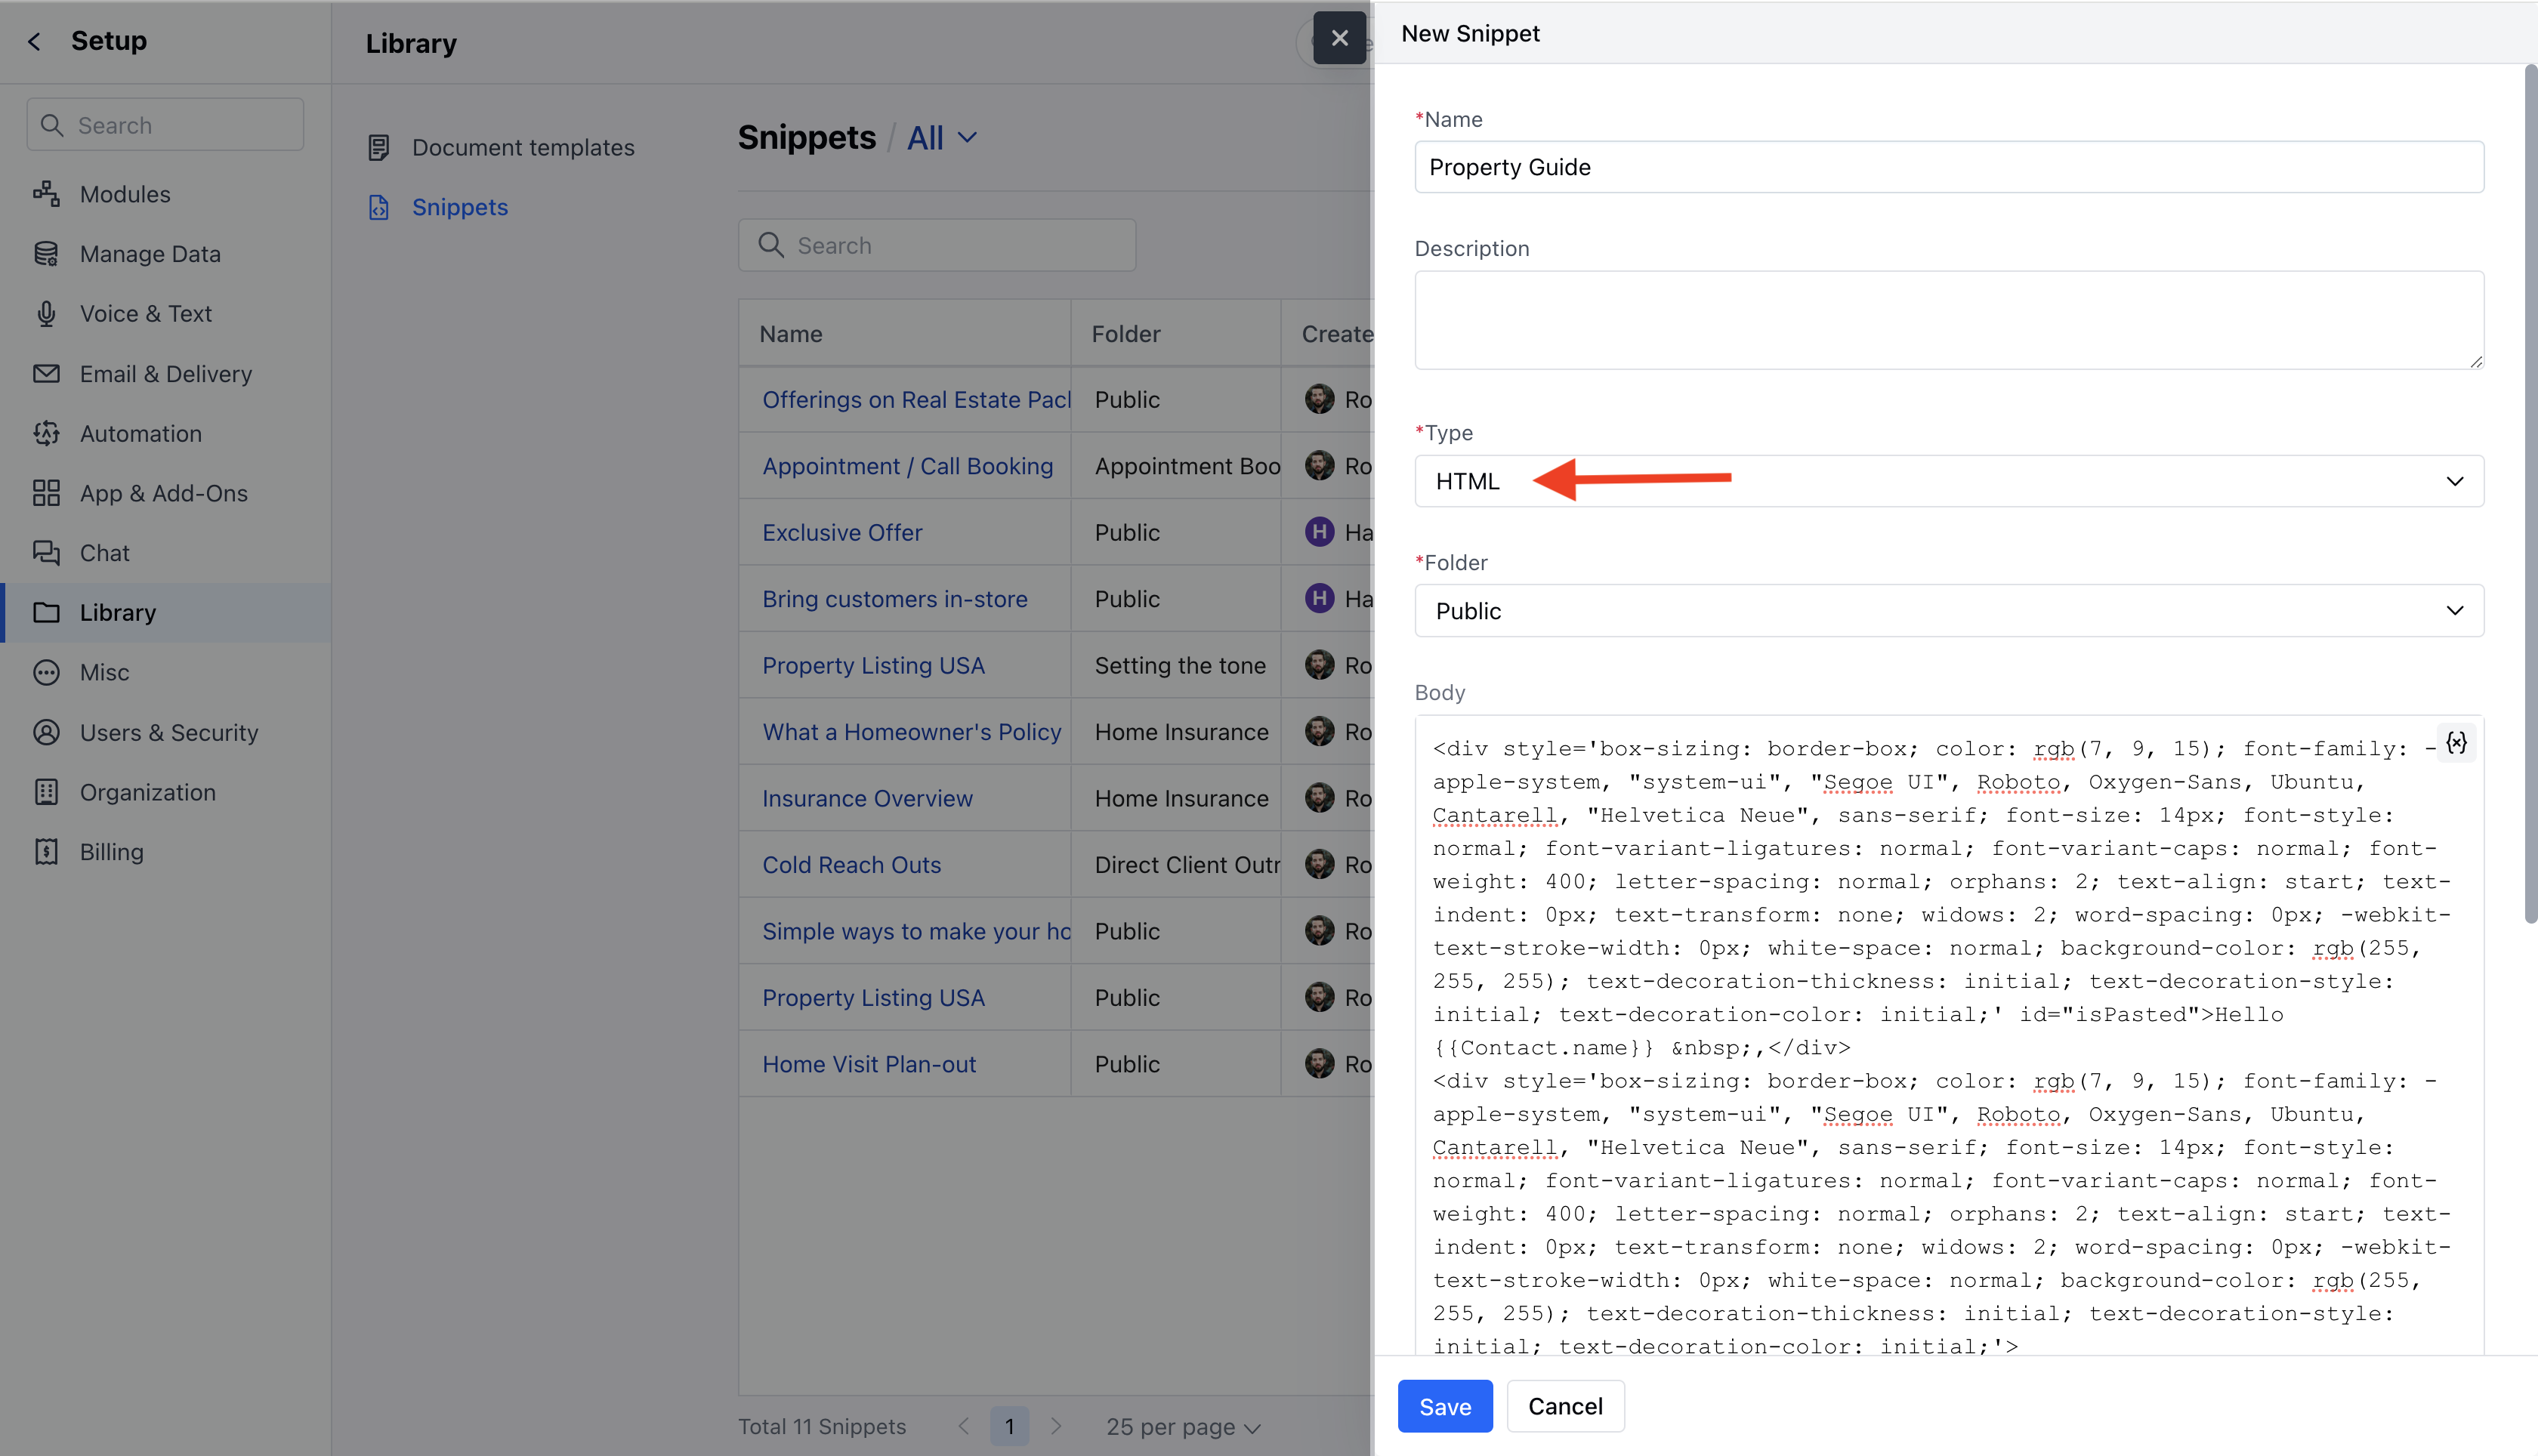 Setup
Search
Modules
Manage Data
Voice & Text
Email & Delivery
Automation
App & Add-Ons
Chat
Library
Misc
Users & Security
Organization
Billing
Library
Document templates
Snippets
Snippets / All
Search
Name Folder Create
Offerings on Real Estate Pack Public Ro
Appointment / Call Booking Appointment Boo Ro
Exclusive Offer Public H Ha
Bring customers in-store Public H Ha
Property Listing USA Setting the tone Ro
What a Homeowner's Policy Home Insurance Ro
Insurance Overview Home Insurance Ro
Cold Reach Outs Direct Client Outr Ro
Simple ways to make your ho Public Ro
Property Listing USA Public Ro
Home Visit Plan-out Public Ro
Total 11 Snippets 1 25 per page
New Snippet
*Name
Property Guide
Description
*Type
HTML
*Folder
Public
Body
{x}
<div style='box-sizing: border-box; color: rgb(7, 9, 15); font-family: -
apple-system, "system-ui", "Segoe UI", Roboto, Oxygen-Sans, Ubuntu,
Cantarell, "Helvetica Neue", sans-serif; font-size: 14px; font-style:
normal; font-variant-ligatures: normal; font-variant-caps: normal; font-
weight: 400; letter-spacing: normal; orphans: 2; text-align: start; text-
indent: 0px; text-transform: none; widows: 2; word-spacing: 0px; -webkit-
text-stroke-width: 0px; white-space: normal; background-color: rgb(255,
255, 255); text-decoration-thickness: initial; text-decoration-style:
initial; text-decoration-color: initial;' id="isPasted">Hello
{{Contact.name}} &nbsp;,</div>
<div style='box-sizing: border-box; color: rgb(7, 9, 15); font-family: -
apple-system, "system-ui", "Segoe UI", Roboto, Oxygen-Sans, Ubuntu,
Cantarell, "Helvetica Neue", sans-serif; font-size: 14px; font-style:
normal; font-variant-ligatures: normal; font-variant-caps: normal; font-
weight: 400; letter-spacing: normal; orphans: 2; text-align: start; text-
indent: 0px; text-transform: none; widows: 2; word-spacing: 0px; -webkit-
text-stroke-width: 0px; white-space: normal; background-color: rgb(255,
255, 255); text-decoration-thickness: initial; text-decoration-style:
initial; text-decoration-color: initial;'>
Save Cancel